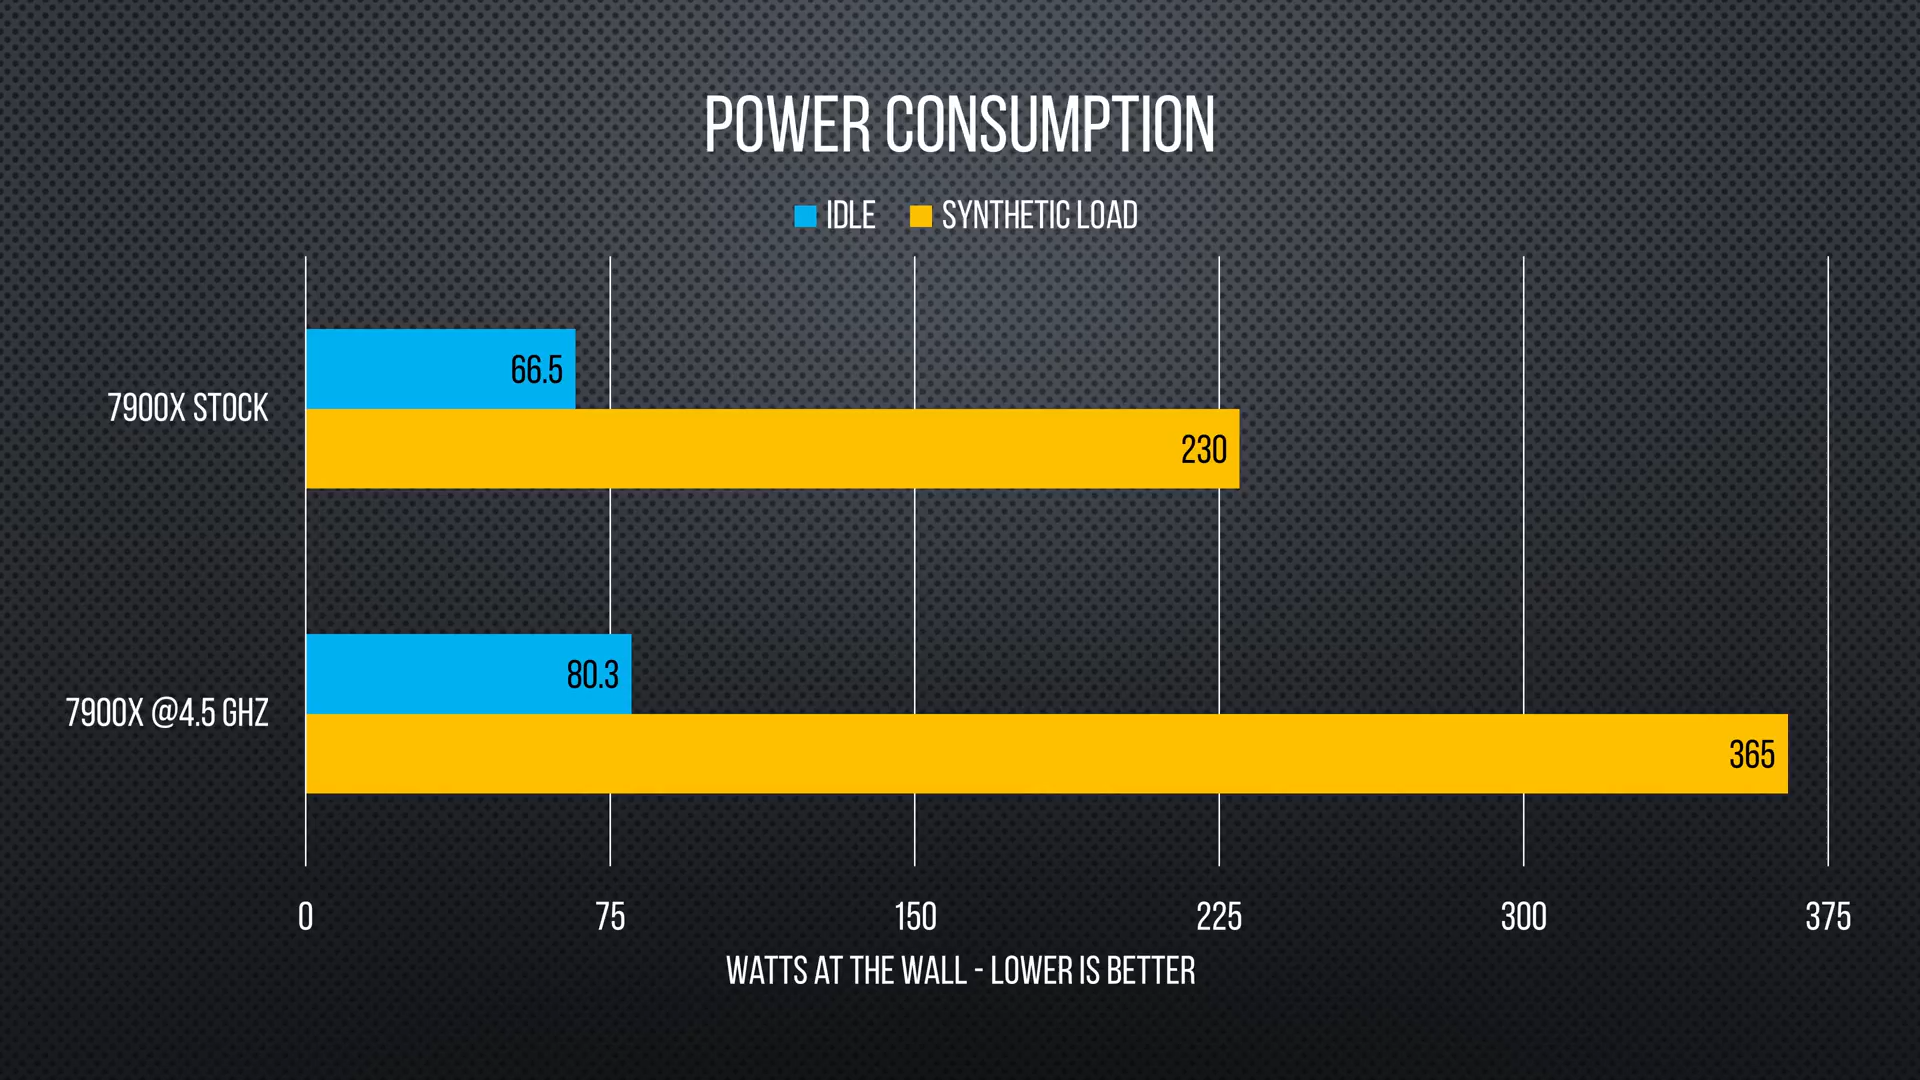 POWER CONSUMPTION
IDLE SYNTHETIC LOAD
7900X STOCK
66.5
230
7900X @4.5 GHZ
80.3
365
0 75 150 225 300 375
WATTS AT THE WALL - LOWER IS BETTER